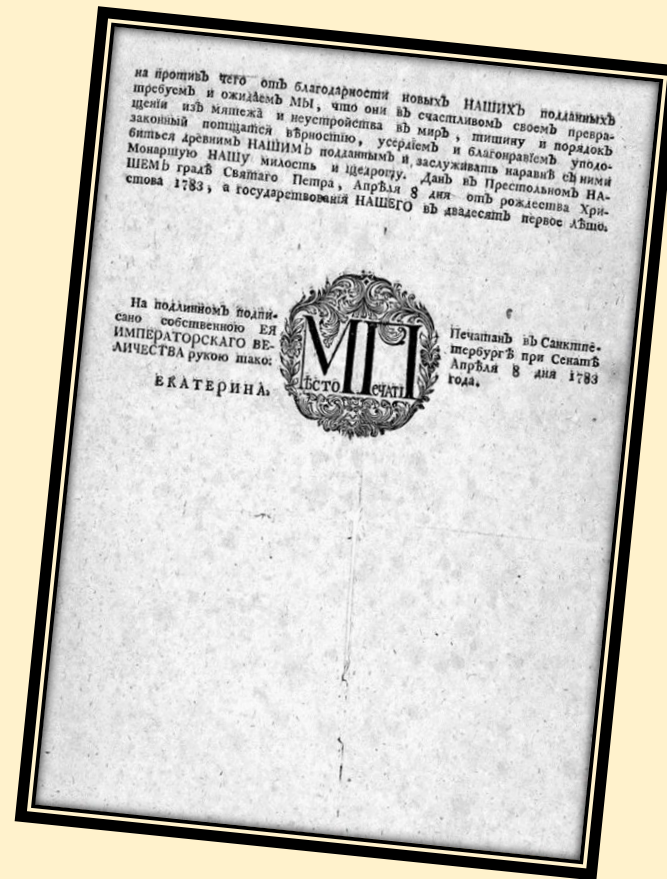 на противъ чего отъ благодарности новыхъ НАШИХЪ подданныхъ
требуемъ и ожидаемъ МЫ, что они въ счастливомъ своемъ превра-
щеніи изъ мятежа и неустройства въ миръ, тишину и порядокъ
законный потщатся вѣрностію, усердіемъ и благонравіемъ уподо-
биться древнимъ НАШИМЪ подданнымъ и заслуживать наравнѣ съ ними
Монаршую НАШУ милость и щедроту. Данъ въ Престольномъ НА-
ШЕМЪ градѣ Святаго Петра, Апрѣля 8 дня отъ рождества Хри-
стова 1783, а государствованія НАШЕГО въ двадесять первое лѣто.
На подлинномъ подпи-
сано собственною ЕЯ
ИМПЕРАТОРСКАГО ВЕ-
ЛИЧЕСТВА рукою тако:
ЕКАТЕРИНА.
МѢСТО ПЕЧАТИ
Печатанъ въ Санктпе-
тербургѣ при Сенатѣ
Апрѣля 8 дня 1783
года.